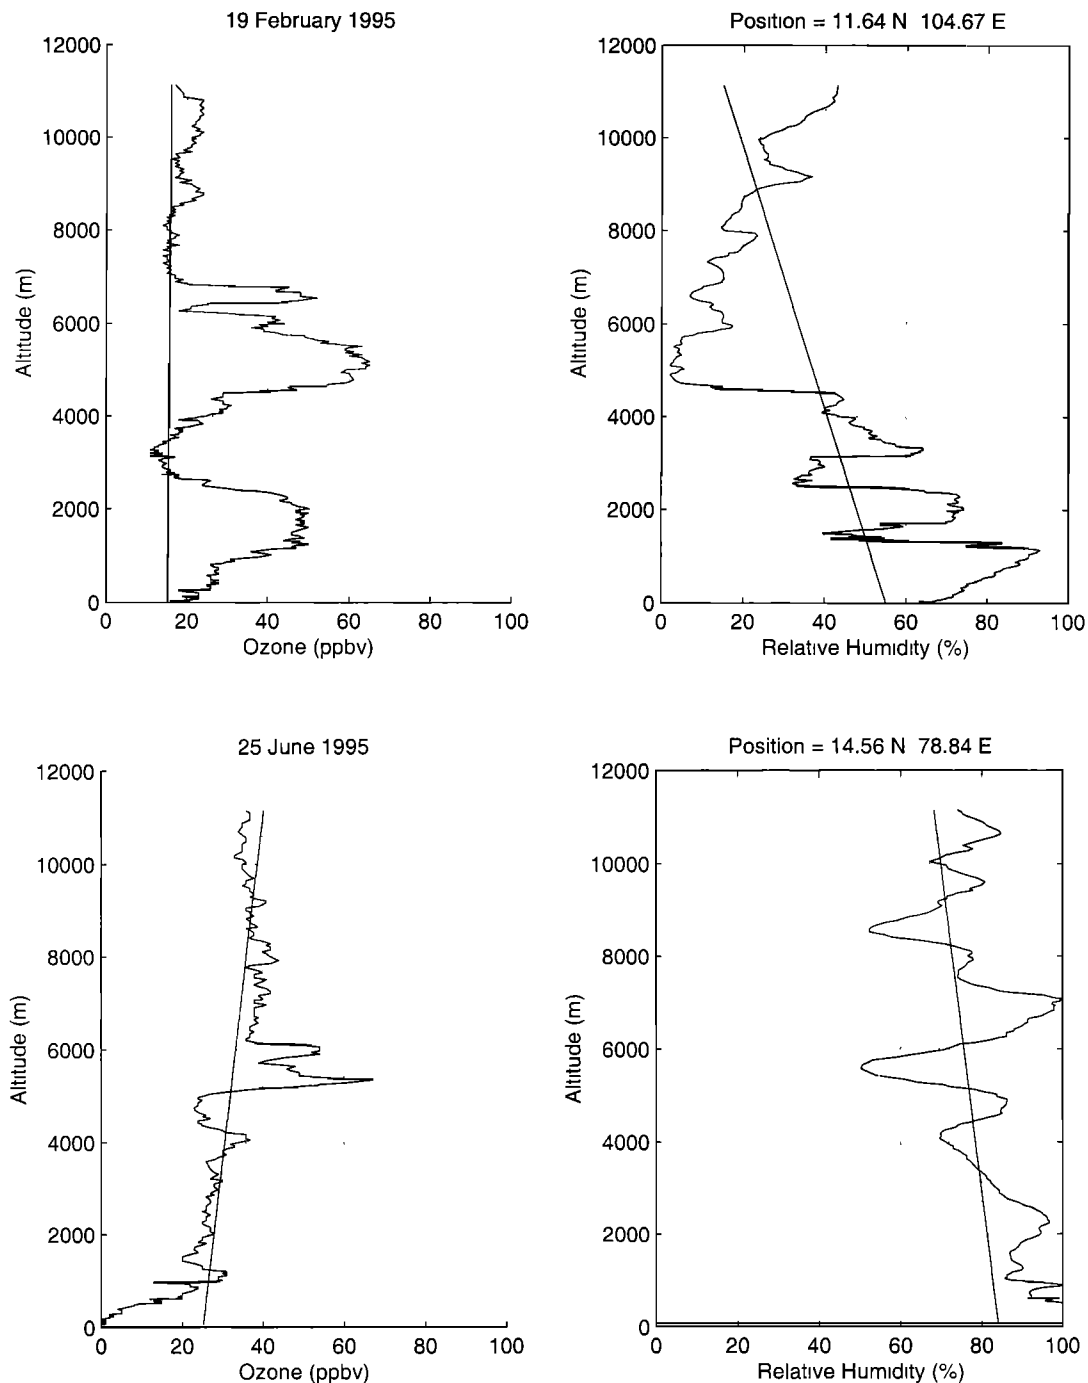 19 February 1995
Position = 11.64 N 104.67 E
12000
10000
8000
6000
4000
2000
0
Altitude (m)
0 20 40 60 80 100
Ozone (ppbv)
12000
10000
8000
6000
4000
2000
0
Altitude (m)
0 20 40 60 80 100
Relative Humidity (%)
25 June 1995
Position = 14.56 N 78.84 E
12000
10000
8000
6000
4000
2000
0
Altitude (m)
0 20 40 60 80 100
Ozone (ppbv)
12000
10000
8000
6000
4000
2000
0
Altitude (m)
0 20 40 60 80 100
Relative Humidity (%)